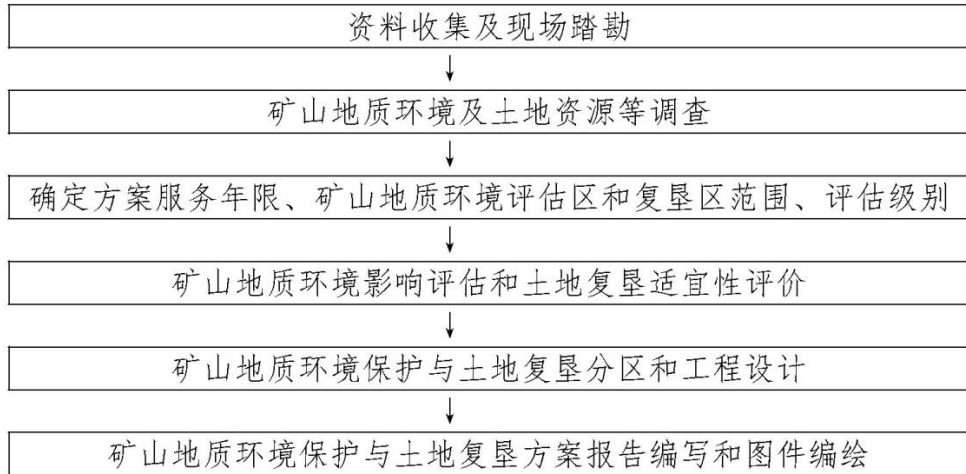 资料收集及现场踏勘
矿山地质环境及土地资源等调查
确定方案服务年限、矿山地质环境评估区和复垦区范围、评估级别
矿山地质环境影响评估和土地复垦适宜性评价
矿山地质环境保护与土地复垦分区和工程设计
矿山地质环境保护与土地复垦方案报告编写和图件编绘